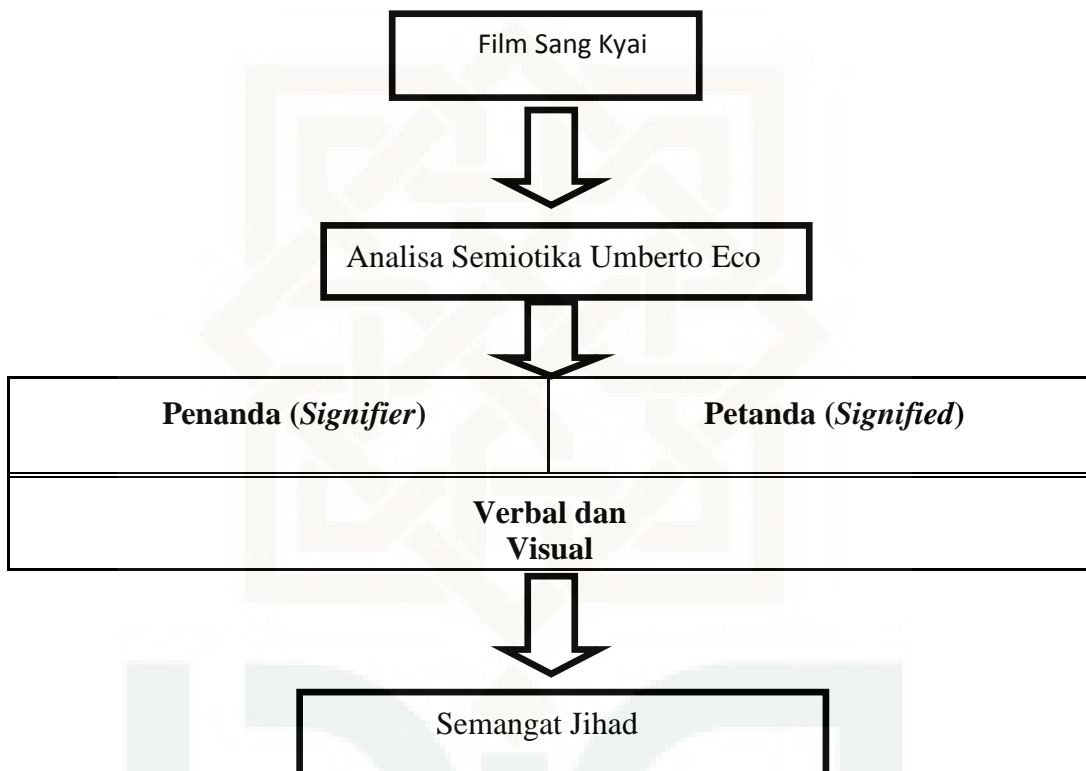 Film Sang Kyai
Analisa Semiotika Umberto Eco
Penanda (Signifier)
Petanda (Signified)
Verbal dan
Visual
Semangat Jihad